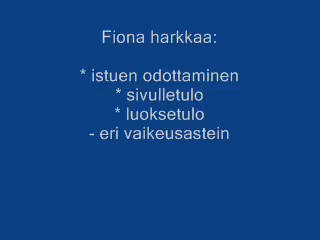 Fiona harkkaa:
* istuen odottaminen
* sivulletulo
* luoksetulo
- eri vaikeusastein